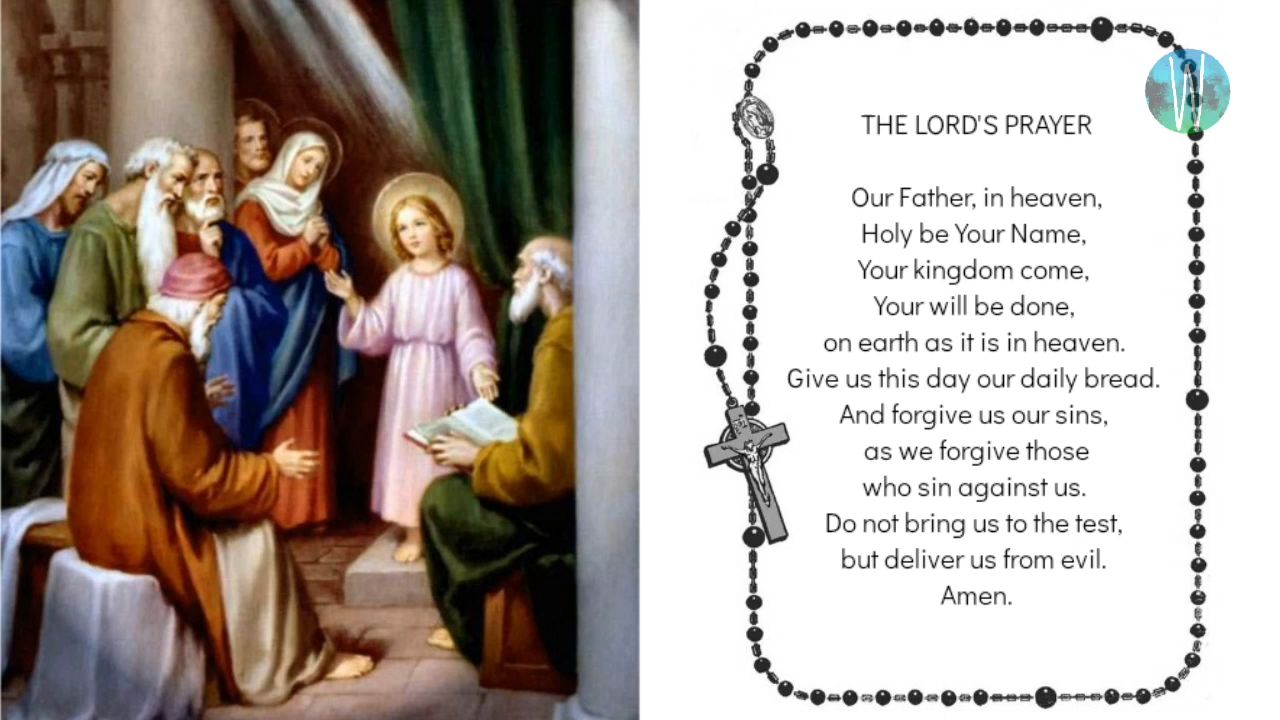 W
THE LORD'S PRAYER
Our Father, in heaven,
Holy be Your Name,
Your kingdom come,
Your will be done,
on earth as it is in heaven.
Give us this day our daily bread.
And forgive us our sins,
as we forgive those
who sin against us.
Do not bring us to the test,
but deliver us from evil.
Amen.